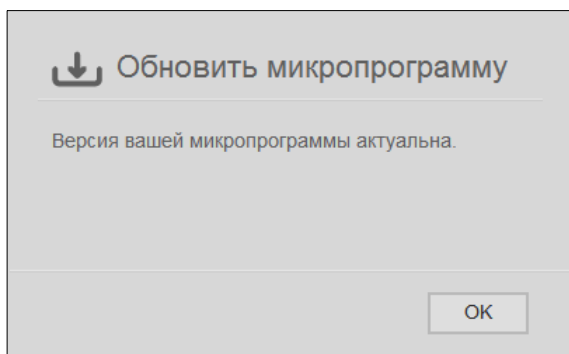 Обновить микропрограмму
Версия вашей микропрограммы актуальна.
OK